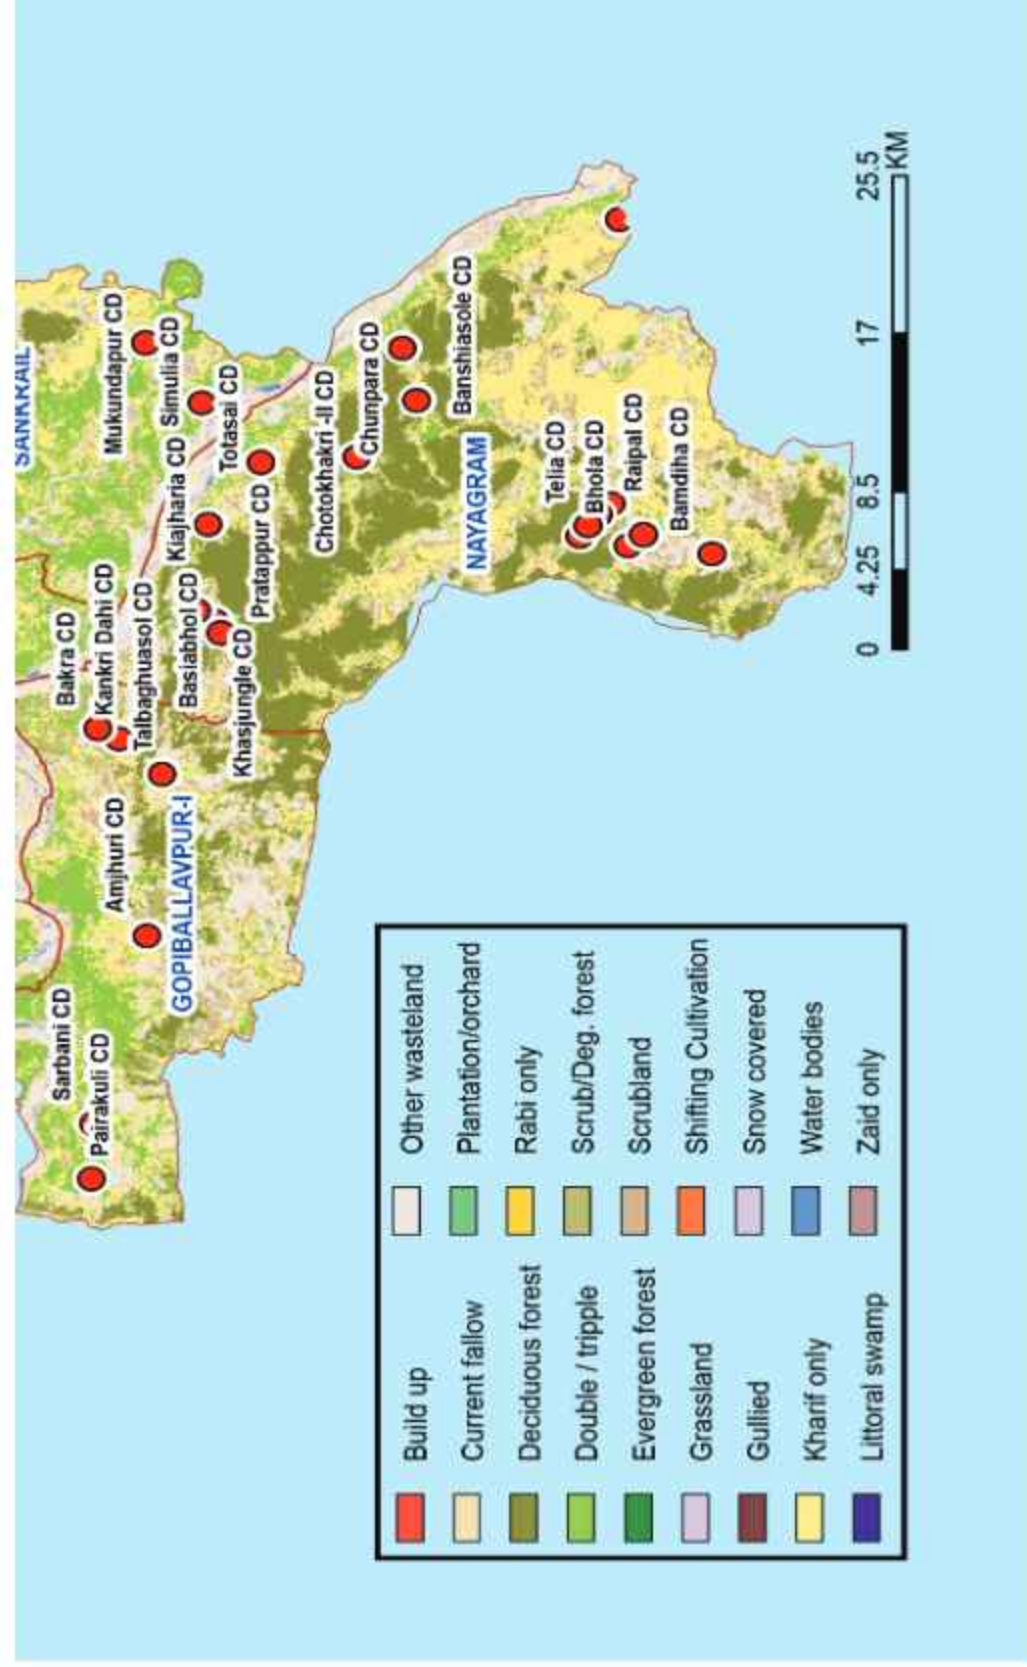 SANKRAIL
Mukundapur CD
Simulia CD
Kiajharia CD
Totasai CD
Bakra CD
Kankri Dahi CD
Talbaghuasol CD
Basiabhol CD
Pratappur CD
Chotokhakri -II CD
Chunpara CD
Banshiasole CD
Khasjungle CD
Amjhuri CD
GOPIBALLAVPUR-I
Sarbani CD
Pairakuli CD
NAYAGRAM
Telia CD
Bhola CD
Raipal CD
Bamdiha CD
Build up
Current fallow
Deciduous forest
Double / tripple
Evergreen forest
Grassland
Gullied
Kharif only
Littoral swamp
Other wasteland
Plantation/orchard
Rabi only
Scrub/Deg. forest
Scrubland
Shifting Cultivation
Snow covered
Water bodies
Zaid only
0 4.25 8.5 17 25.5
KM